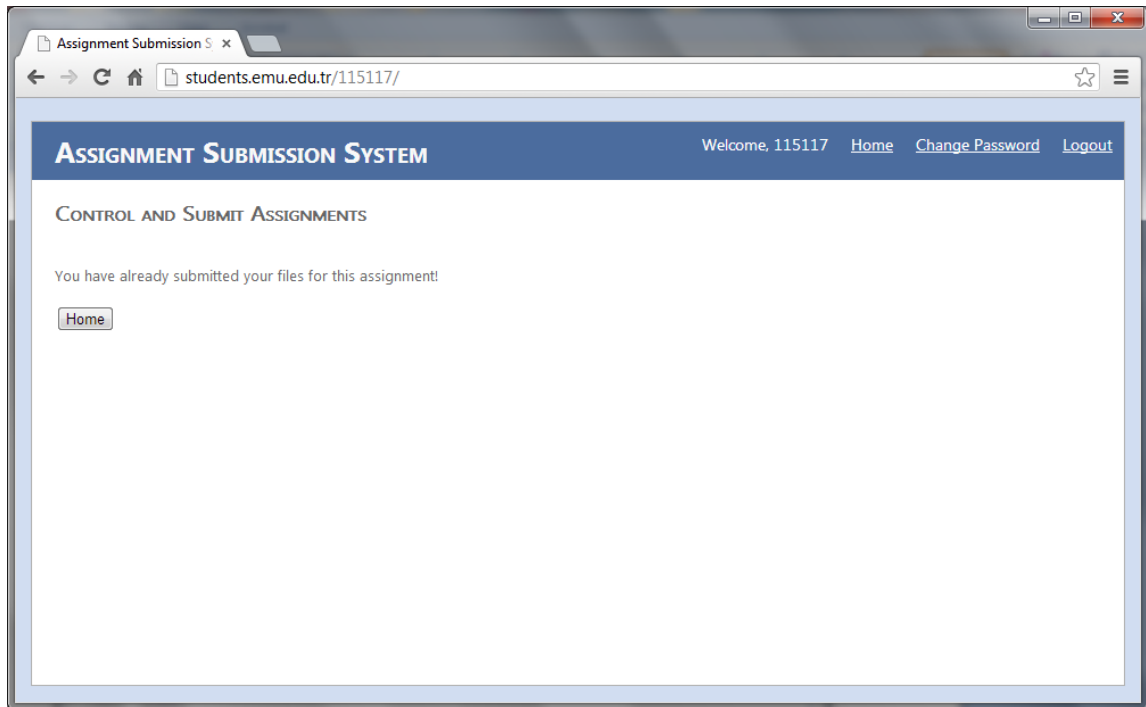 Assignment Submission S
students.emu.edu.tr/115117/
Assignment Submission System
Welcome, 115117 Home Change Password Logout
Control and Submit Assignments
You have already submitted your files for this assignment!
Home